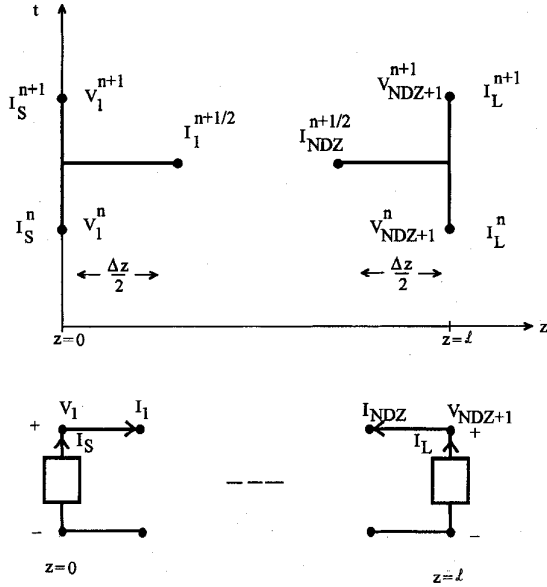 t
I_S^{n+1} V_1^{n+1} V_{NDZ+1}^{n+1} I_L^{n+1}
I_1^{n+1/2} I_{NDZ}^{n+1/2}
I_S^n V_1^n V_{NDZ+1}^n I_L^n
Δz/2 Δz/2
z=0 z=ℓ z
V_1 I_1 I_{NDZ} V_{NDZ+1}
+ I_S I_L +
− −
z=0 z=ℓ